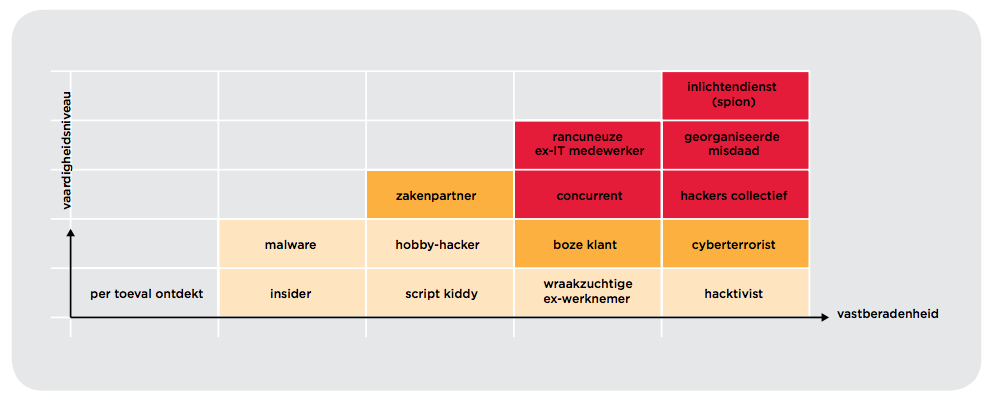 vaardigheidsniveau
inlichtendienst
(spion)
rancuneuze
ex-IT medewerker
georganiseerde
misdaad
zakenpartner
concurrent
hackers collectief
malware
hobby-hacker
boze klant
cyberterrorist
per toeval ontdekt
insider
script kiddy
wraakzuchtige
ex-werknemer
hacktivist
vastberadenheid